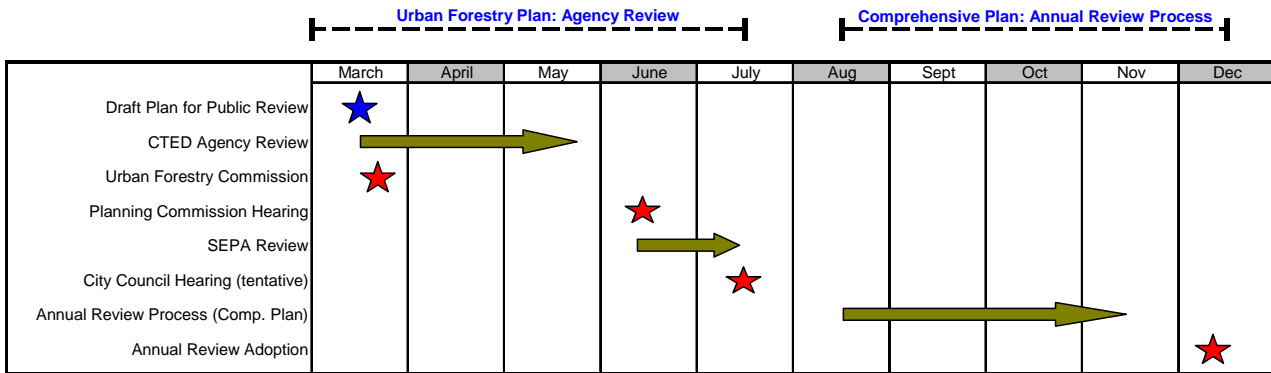 Urban Forestry Plan: Agency Review Comprehensive Plan: Annual Review Process
March April May June July Aug Sept Oct Nov Dec
Draft Plan for Public Review
CTED Agency Review
Urban Forestry Commission
Planning Commission Hearing
SEPA Review
City Council Hearing (tentative)
Annual Review Process (Comp. Plan)
Annual Review Adoption